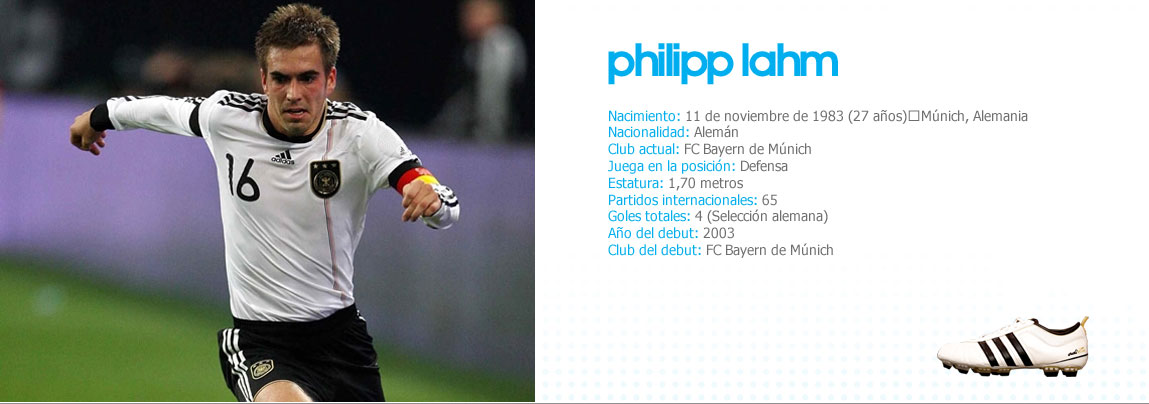 philipp lahm
Nacimiento: 11 de noviembre de 1983 (27 años)□Múnich, Alemania
Nacionalidad: Alemán
Club actual: FC Bayern de Múnich
Juega en la posición: Defensa
Estatura: 1,70 metros
Partidos internacionales: 65
Goles totales: 4 (Selección alemana)
Año del debut: 2003
Club del debut: FC Bayern de Múnich
adidas
16